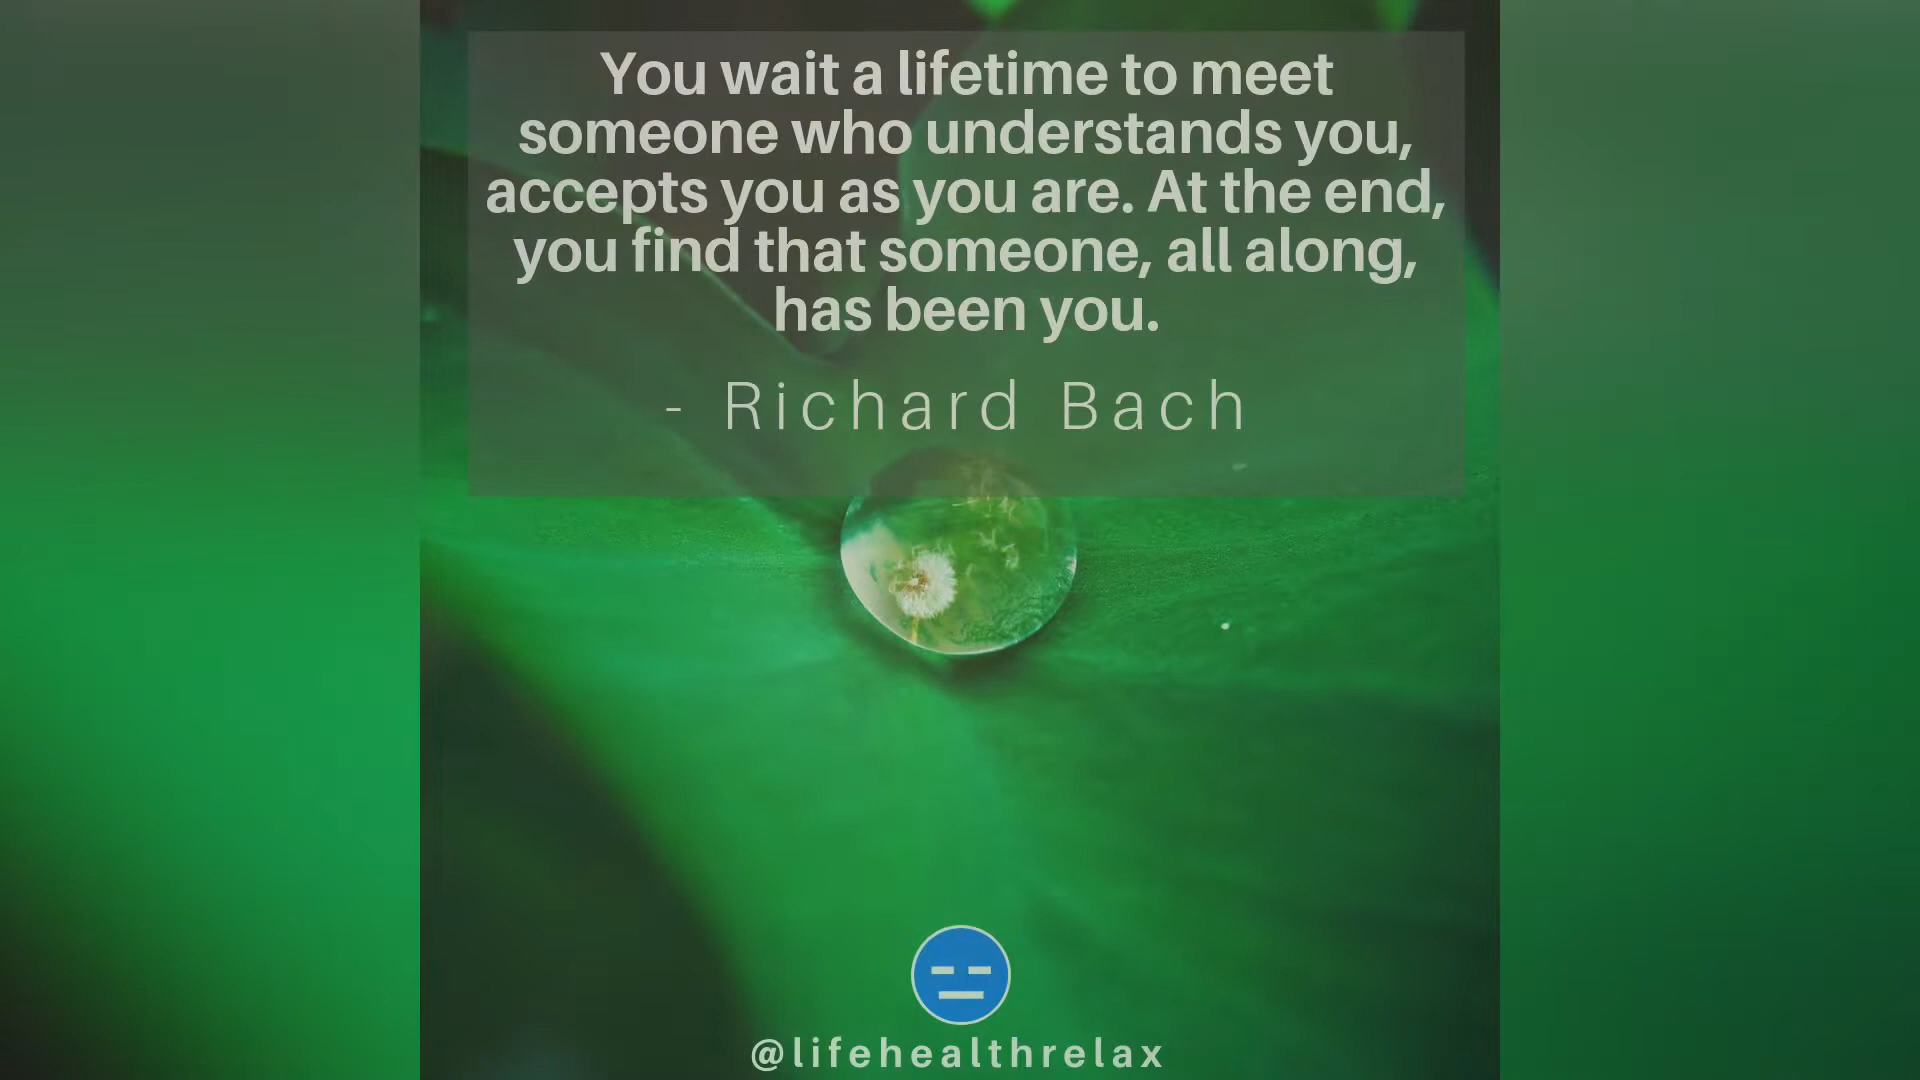 You wait a lifetime to meet
someone who understands you,
accepts you as you are. At the end,
you find that someone, all along,
has been you.
- Richard Bach
@lifehealthrelax